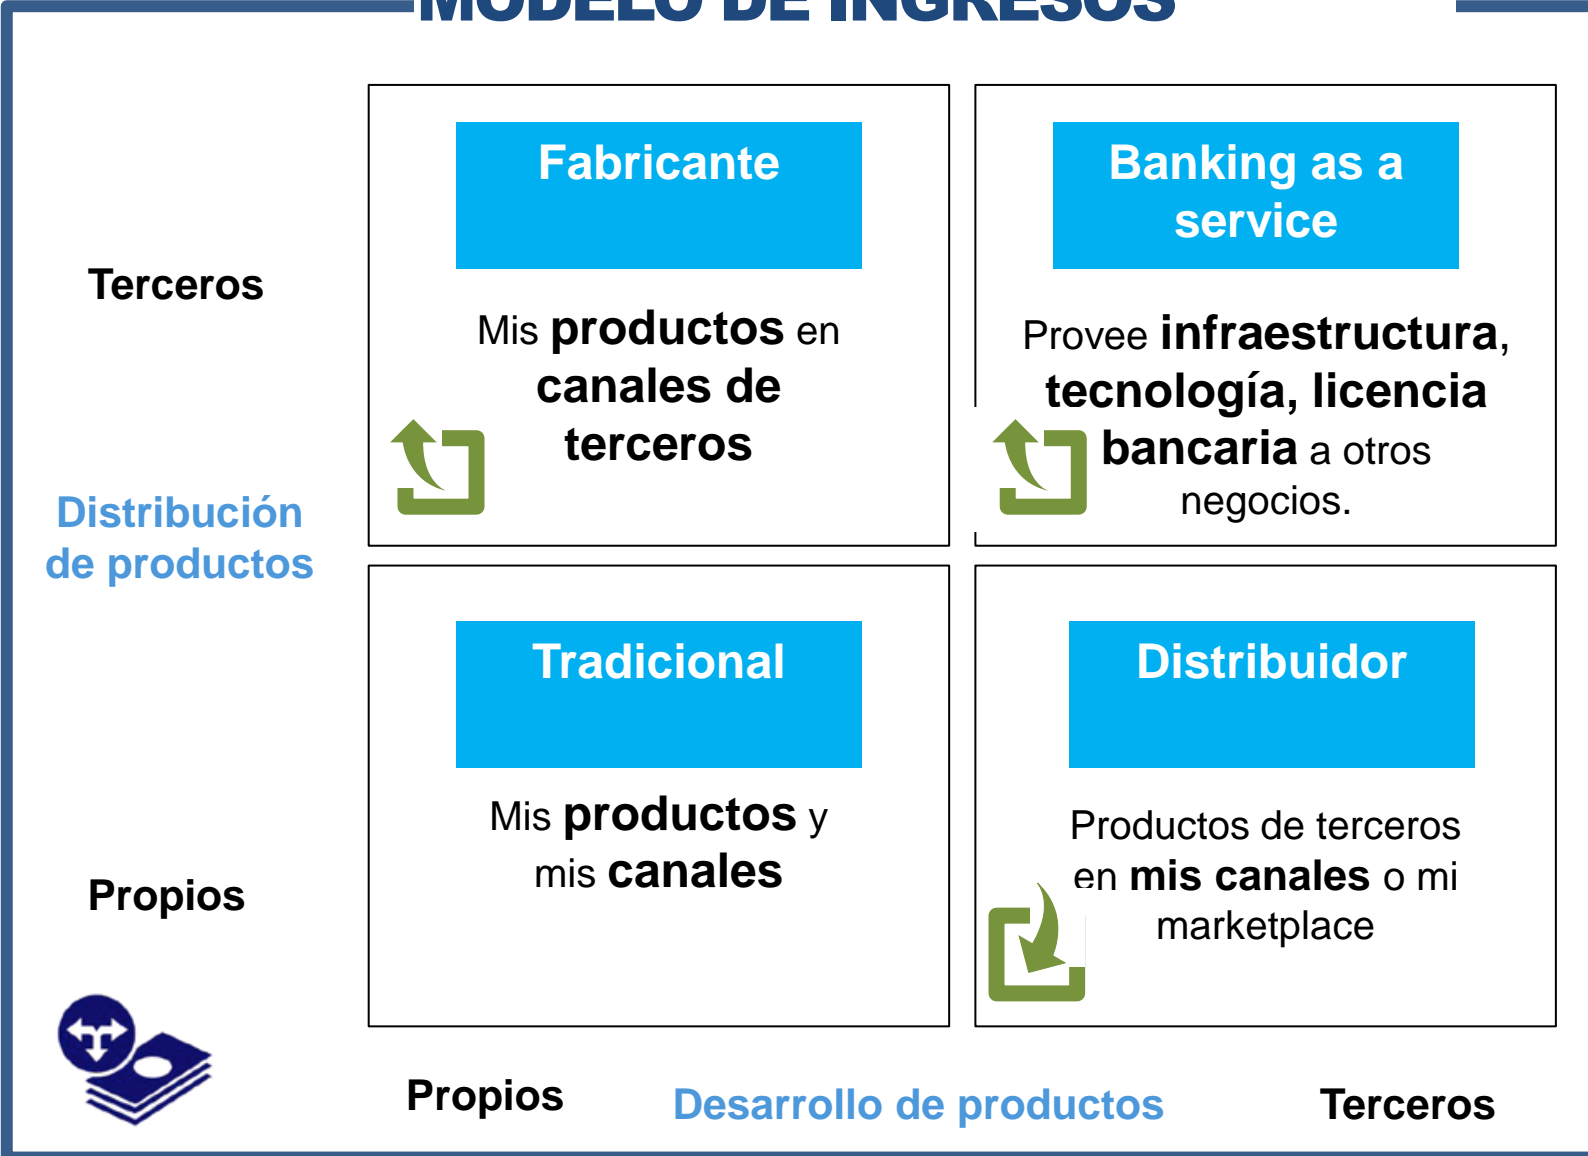 MODELO DE INGRESOS
Fabricante
Banking as a
service
Terceros
Mis productos en
canales de
terceros
Provee infraestructura,
tecnología, licencia
bancaria a otros
negocios.
Distribución
de productos
Tradicional
Distribuidor
Mis productos y
mis canales
Productos de terceros
en mis canales o mi
marketplace
Propios
Propios
Desarrollo de productos
Terceros